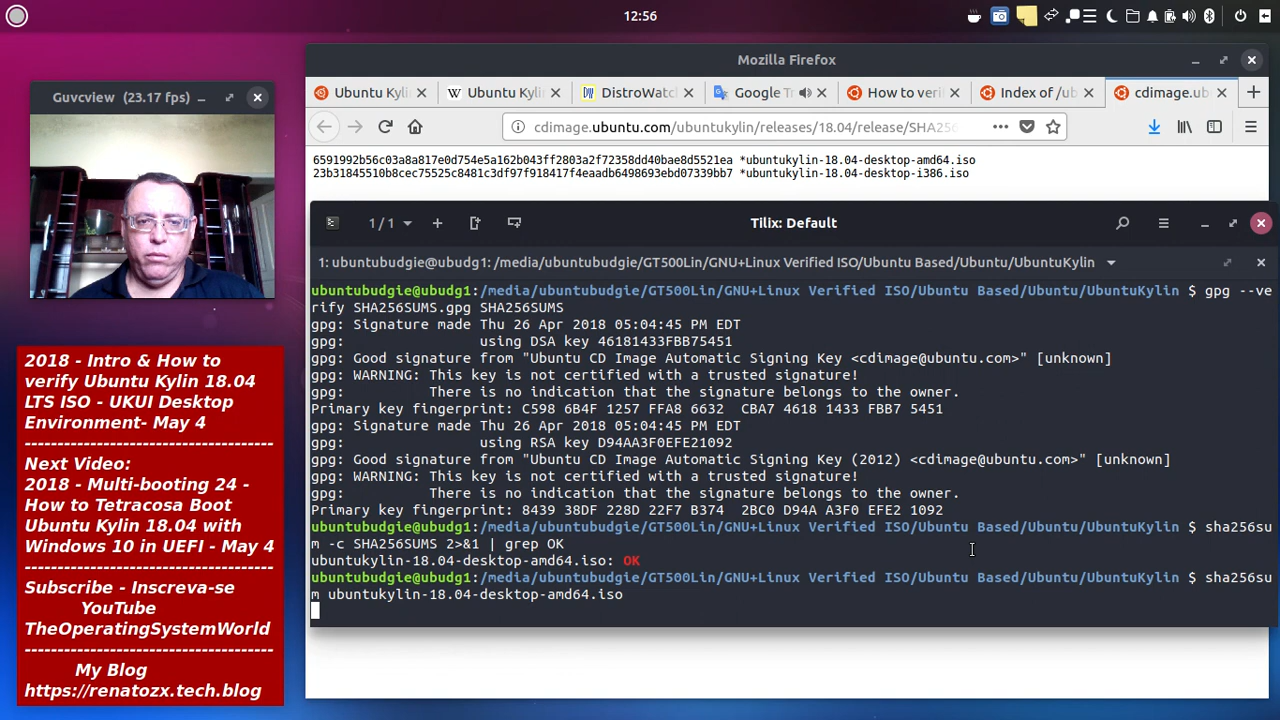 12:56
Guvcview (23.17 fps)
Mozilla Firefox
Ubuntu Kyli
Ubuntu Kylin
DistroWatch
Google Tr
How to veri
Index of /ub
cdimage.ub
cdimage.ubuntu.com/ubuntukylin/releases/18.04/release/SHA256
6591992b56c03a8a817e0d754e5a162b043ff2803a2f72358dd40bae8d5521ea *ubuntukylin-18.04-desktop-amd64.iso
23b31845510b8cec75525c8481c3df97f918417f4eaadb6498693ebd07339bb7 *ubuntukylin-18.04-desktop-i386.iso
1/1
Tilix: Default
1: ubuntubudgie@ubudg1: /media/ubuntubudgie/GT500Lin/GNU+Linux Verified ISO/Ubuntu Based/Ubuntu/UbuntuKylin
ubuntubudgie@ubudg1:/media/ubuntubudgie/GT500Lin/GNU+Linux Verified ISO/Ubuntu Based/Ubuntu/UbuntuKylin $ gpg --ve
rify SHA256SUMS.gpg SHA256SUMS
gpg: Signature made Thu 26 Apr 2018 05:04:45 PM EDT
gpg: using DSA key 46181433FBB75451
gpg: Good signature from "Ubuntu CD Image Automatic Signing Key <cdimage@ubuntu.com>" [unknown]
gpg: WARNING: This key is not certified with a trusted signature!
gpg: There is no indication that the signature belongs to the owner.
Primary key fingerprint: C598 6B4F 1257 FFA8 6632 CBA7 4618 1433 FBB7 5451
gpg: Signature made Thu 26 Apr 2018 05:04:45 PM EDT
gpg: using RSA key D94AA3F0EFE21092
gpg: Good signature from "Ubuntu CD Image Automatic Signing Key (2012) <cdimage@ubuntu.com>" [unknown]
gpg: WARNING: This key is not certified with a trusted signature!
gpg: There is no indication that the signature belongs to the owner.
Primary key fingerprint: 8439 38DF 228D 22F7 B374 2BC0 D94A A3F0 EFE2 1092
ubuntubudgie@ubudg1:/media/ubuntubudgie/GT500Lin/GNU+Linux Verified ISO/Ubuntu Based/Ubuntu/UbuntuKylin $ sha256su
m -c SHA256SUMS 2>&1 | grep OK
ubuntukylin-18.04-desktop-amd64.iso: OK
ubuntubudgie@ubudg1:/media/ubuntubudgie/GT500Lin/GNU+Linux Verified ISO/Ubuntu Based/Ubuntu/UbuntuKylin $ sha256su
m ubuntukylin-18.04-desktop-amd64.iso
2018 - Intro & How to
verify Ubuntu Kylin 18.04
LTS ISO - UKUI Desktop
Environment- May 4
-----------------------------------
Next Video:
2018 - Multi-booting 24 -
How to Tetracosa Boot
Ubuntu Kylin 18.04 with
Windows 10 in UEFI - May 4
-----------------------------------
Subscribe - Inscreva-se
YouTube
TheOperatingSystemWorld
-----------------------------------
My Blog
https://renatozx.tech.blog